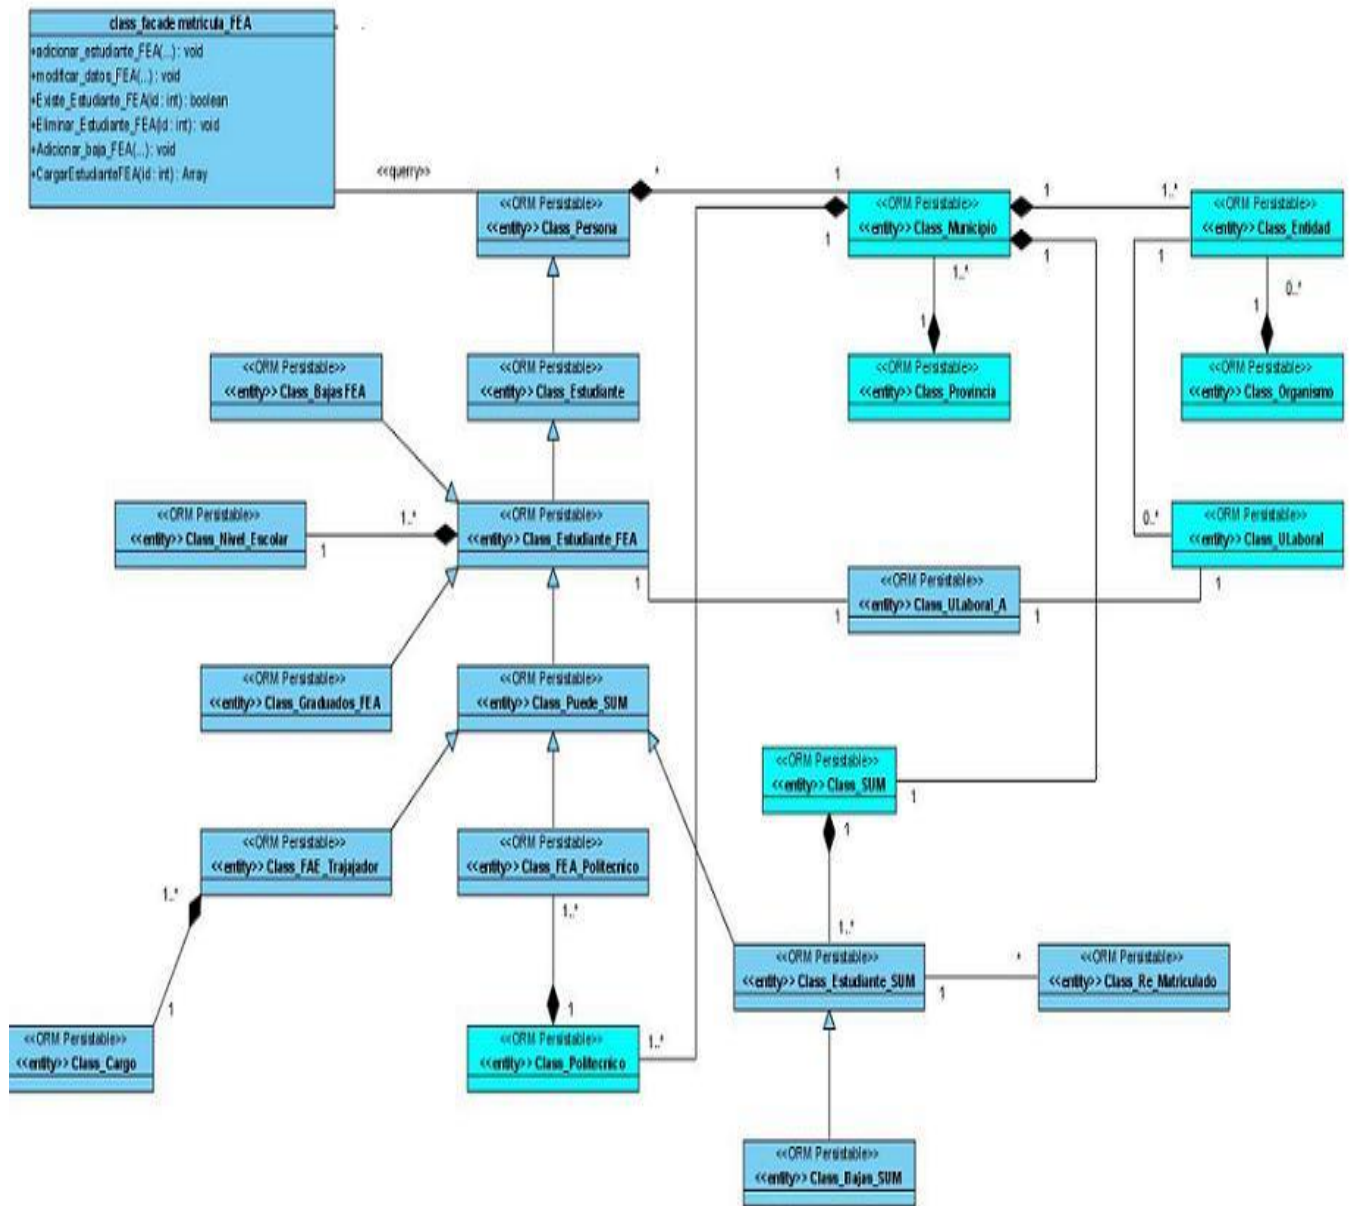 class_facade matricula_FEA
+adicionar_estudiante_FEA(...) : void
+modificar_datos_FEA(...) : void
+Existe_Estudiante_FEA(id : int) : boolean
+Eliminar_Estudiante_FEA(id : int) : void
+Adicionar_baja_FEA(...) : void
+CargarEstudianteFEA(id : int) : Array
<<querry>>
*
1
1
1..*
<<ORM Persistable>>
<<entity>> Class_Persona
<<ORM Persistable>>
<<entity>> Class_Municipio
<<ORM Persistable>>
<<entity>> Class_Entidad
1
1
1
1..*
0..*
1
1
<<ORM Persistable>>
<<entity>> Class_Bajas FEA
<<ORM Persistable>>
<<entity>> Class_Estudiante
<<ORM Persistable>>
<<entity>> Class_Provincia
<<ORM Persistable>>
<<entity>> Class_Organismo
<<ORM Persistable>>
<<entity>> Class_Nivel_Escolar
1..*
1
<<ORM Persistable>>
<<entity>> Class_Estudiante_FEA
0..*
<<ORM Persistable>>
<<entity>> Class_ULaboral
1
1
<<ORM Persistable>>
<<entity>> Class_ULaboral_A
1
1
<<ORM Persistable>>
<<entity>> Class_Graduados_FEA
<<ORM Persistable>>
<<entity>> Class_Puede_SUM
<<ORM Persistable>>
<<entity>> Class_SUM
1
1
<<ORM Persistable>>
<<entity>> Class_FAE_Trajajador
<<ORM Persistable>>
<<entity>> Class_FEA_Politecnico
1..*
1..*
1..*
<<ORM Persistable>>
<<entity>> Class_Estudiante_SUM
*
1
<<ORM Persistable>>
<<entity>> Class_Re_Matriculado
1
1
<<ORM Persistable>>
<<entity>> Class_Cargo
<<ORM Persistable>>
<<entity>> Class_Politecnico
1..*
<<ORM Persistable>>
<<entity>> Class_Bajas_SUM